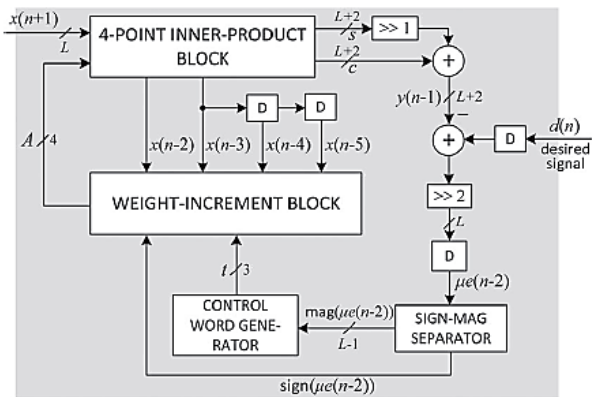 x(n+1)
L
4-POINT INNER-PRODUCT
BLOCK
L+2
s
>> 1
L+2
c
+
y(n-1)
L+2
−
+
D
d(n)
desired
signal
A
4
D
D
x(n-2)
x(n-3)
x(n-4)
x(n-5)
>> 2
L
WEIGHT-INCREMENT BLOCK
D
t
3
μe(n-2)
CONTROL
WORD GENE-
RATOR
mag(μe(n-2))
L-1
SIGN-MAG
SEPARATOR
sign(μe(n-2))